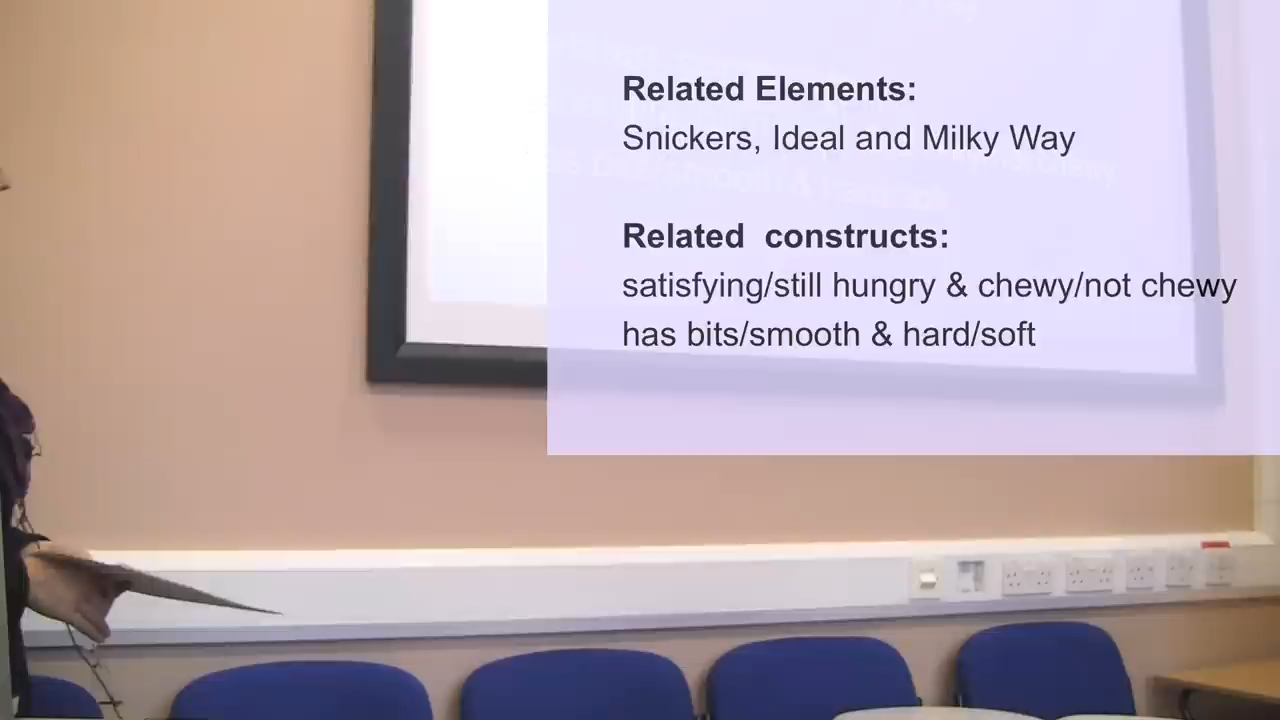 Related Elements:
Snickers, Ideal and Milky Way
Related constructs:
satisfying/still hungry & chewy/not chewy
has bits/smooth & hard/soft